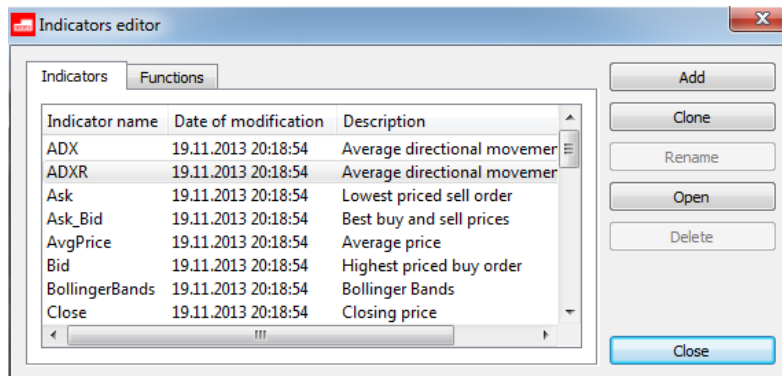 Indicators editor
Indicators Functions
Indicator name Date of modification Description
ADX 19.11.2013 20:18:54 Average directional movemer
ADXR 19.11.2013 20:18:54 Average directional movemer
Ask 19.11.2013 20:18:54 Lowest priced sell order
Ask_Bid 19.11.2013 20:18:54 Best buy and sell prices
AvgPrice 19.11.2013 20:18:54 Average price
Bid 19.11.2013 20:18:54 Highest priced buy order
BollingerBands 19.11.2013 20:18:54 Bollinger Bands
Close 19.11.2013 20:18:54 Closing price
Add
Clone
Rename
Open
Delete
Close